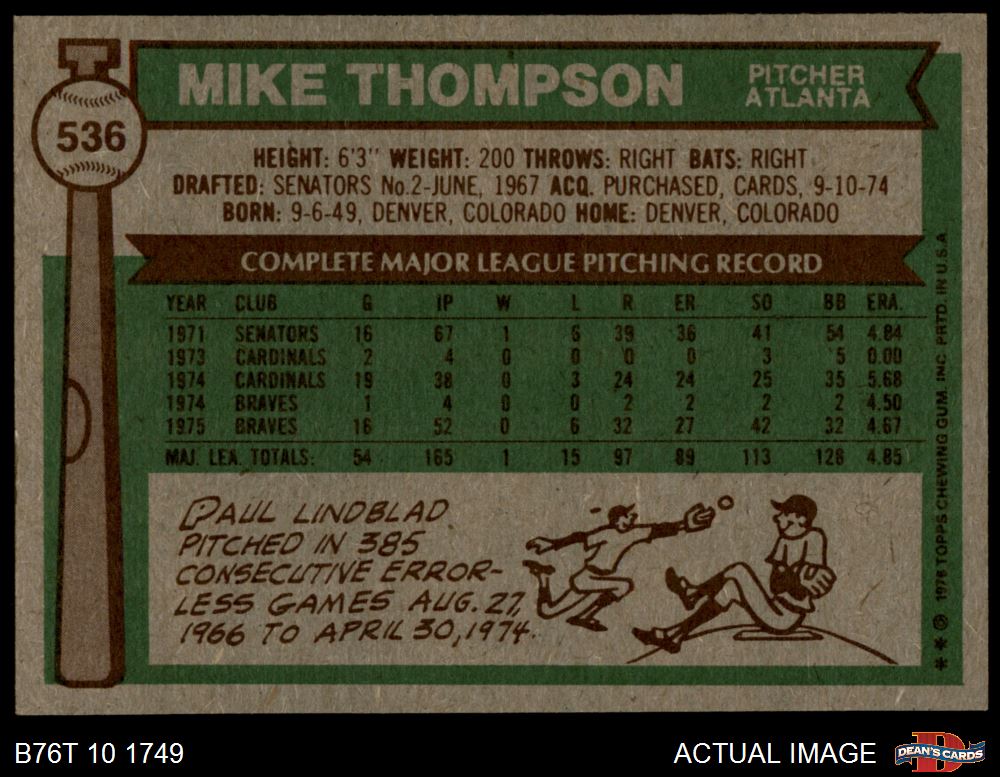 536
MIKE THOMPSON
PITCHER
ATLANTA
HEIGHT: 6'3" WEIGHT: 200 THROWS: RIGHT BATS: RIGHT
DRAFTED: SENATORS No.2-JUNE, 1967 ACQ. PURCHASED, CARDS, 9-10-74
BORN: 9-6-49, DENVER, COLORADO HOME: DENVER, COLORADO
COMPLETE MAJOR LEAGUE PITCHING RECORD
YEAR CLUB G IP W L R ER SO BB ERA.
1971 SENATORS 16 67 1 6 39 36 41 54 4.84
1973 CARDINALS 2 4 0 0 0 0 3 5 0.00
1974 CARDINALS 19 38 0 3 24 24 25 35 5.68
1974 BRAVES 1 4 0 0 2 2 2 2 4.50
1975 BRAVES 16 52 0 6 32 27 42 32 4.67
MAJ. LEA. TOTALS: 54 165 1 15 97 89 113 128 4.85
PAUL LINDBLAD
PITCHED IN 385
CONSECUTIVE ERROR-
LESS GAMES AUG. 27,
1966 TO APRIL 30, 1974.
** © 1976 TOPPS CHEWING GUM, INC. PRTD. IN U.S.A.
B76T 10 1749
ACTUAL IMAGE
D
DEAN'S CARDS